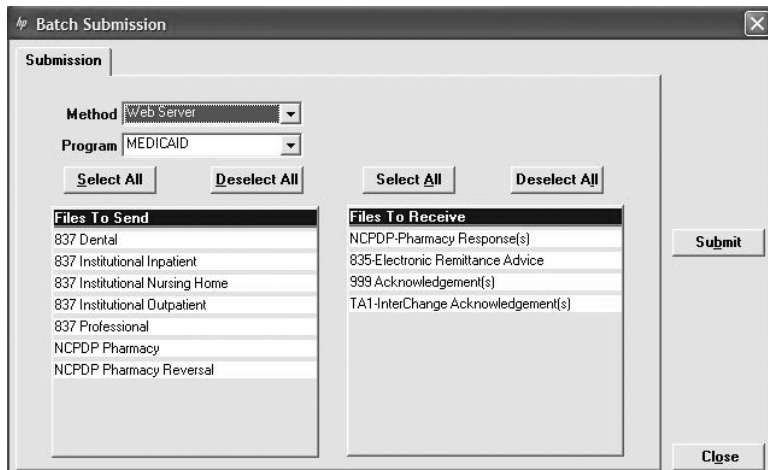 hp Batch Submission
Submission
Method Web Server
Program MEDICAID
Select All Deselect All Select All Deselect All
Files To Send
837 Dental
837 Institutional Inpatient
837 Institutional Nursing Home
837 Institutional Outpatient
837 Professional
NCPDP Pharmacy
NCPDP Pharmacy Reversal
Files To Receive
NCPDP-Pharmacy Response(s)
835-Electronic Remittance Advice
999 Acknowledgement(s)
TA1-InterChange Acknowledgement(s)
Submit
Close